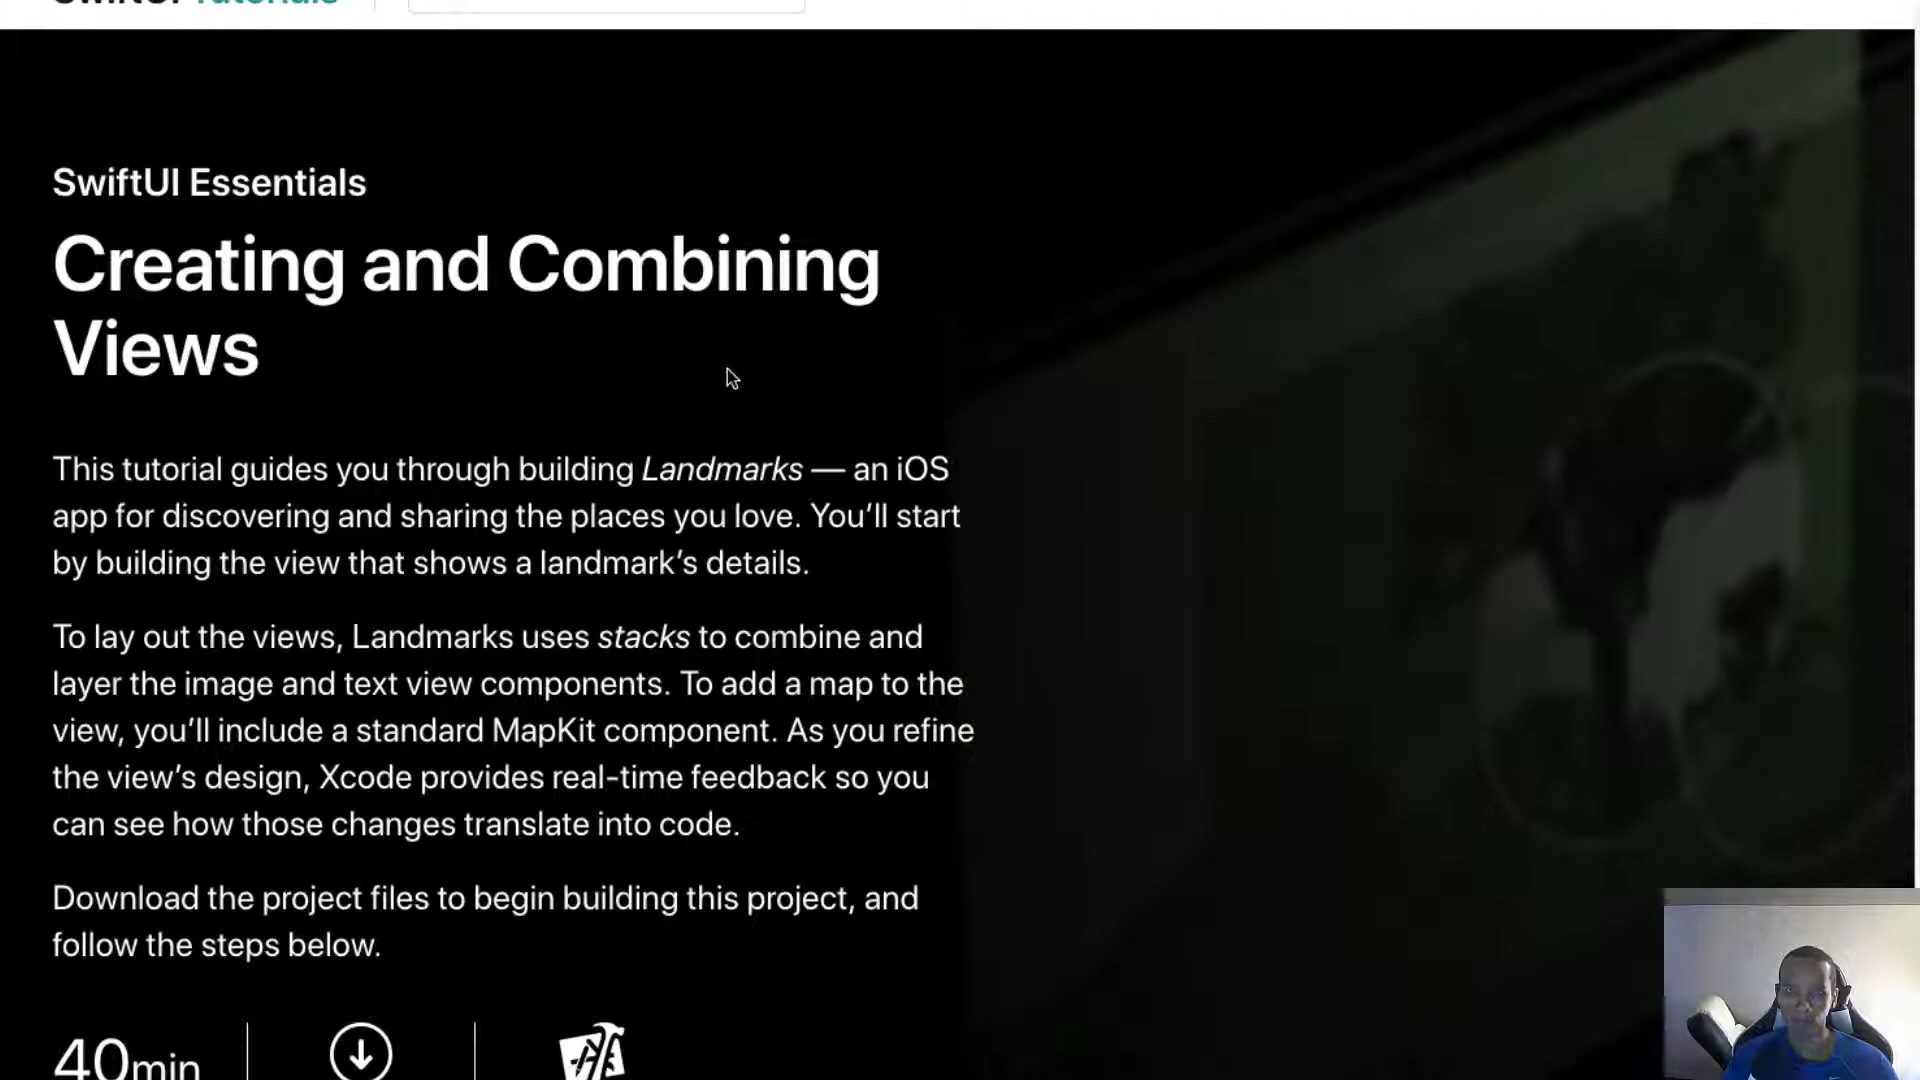 SwiftUI Tutorials
SwiftUI Essentials
Creating and Combining
Views
This tutorial guides you through building Landmarks — an iOS
app for discovering and sharing the places you love. You’ll start
by building the view that shows a landmark’s details.
To lay out the views, Landmarks uses stacks to combine and
layer the image and text view components. To add a map to the
view, you’ll include a standard MapKit component. As you refine
the view’s design, Xcode provides real-time feedback so you
can see how those changes translate into code.
Download the project files to begin building this project, and
follow the steps below.
40min